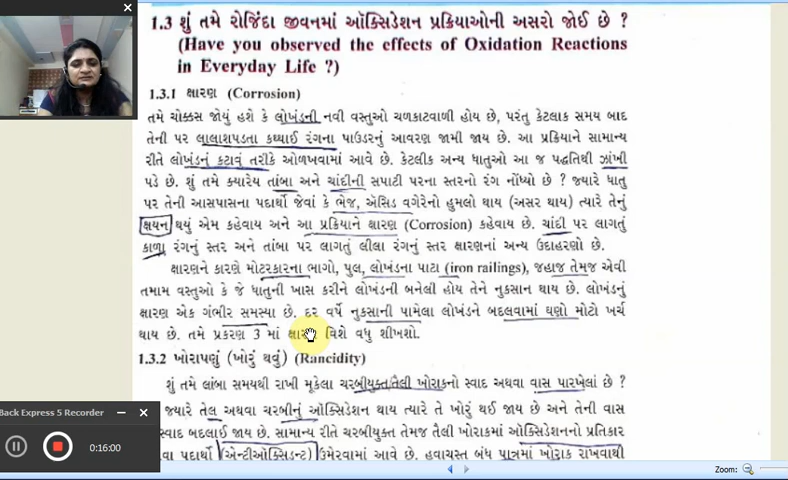 1.3 શું તમે રોજિંદા જીવનમાં ઑક્સિડેશન પ્રક્રિયાઓની અસરો જોઈ છે ?
(Have you observed the effects of Oxidation Reactions
in Everyday Life ?)
1.3.1 ક્ષારણ (Corrosion)
તમે ચોક્કસ જોયું હશે કે લોખંડની નવી વસ્તુઓ ચળકાટવાળી હોય છે, પરંતુ કેટલાક સમય બાદ
તેની પર લાલાશપડતા કથ્થાઈ રંગના પાઉડરનું આવરણ જામી જાય છે. આ પ્રક્રિયાને સામાન્ય
રીતે લોખંડનું કટાવું તરીકે ઓળખવામાં આવે છે. કેટલીક અન્ય ધાતુઓ આ જ પદ્ધતિથી ઝાંખી
પડે છે. શું તમે ક્યારેય તાંબા અને ચાંદીની સપાટી પરના સ્તરનો રંગ નોંધ્યો છે ? જ્યારે ધાતુ
પર તેની આસપાસના પદાર્થો જેવાં કે ભેજ, ઍસિડ વગેરેનો હુમલો થાય (અસર થાય) ત્યારે તેનું
ક્ષયન થયું એમ કહેવાય અને આ પ્રક્રિયાને ક્ષારણ (Corrosion) કહેવાય છે. ચાંદી પર લાગતું
કાળા રંગનું સ્તર અને તાંબા પર લાગતું લીલા રંગનું સ્તર ક્ષારણનાં અન્ય ઉદાહરણો છે.
ક્ષારણને કારણે મોટરકારના ભાગો, પુલ, લોખંડના પાટા (iron railings), જહાજ તેમજ એવી
તમામ વસ્તુઓ કે જે ધાતુની ખાસ કરીને લોખંડની બનેલી હોય તેને નુકસાન થાય છે. લોખંડનું
ક્ષારણ એક ગંભીર સમસ્યા છે. દર વર્ષે નુકસાની પામેલા લોખંડને બદલવામાં ઘણો મોટો ખર્ચ
થાય છે. તમે પ્રકરણ 3 માં વિશે વધુ શીખશો.
1.3.2 ખોરાપણું (ખોરું થવું) (Rancidity)
શું તમે લાંબા સમયથી રાખી મૂકેલા ચરબીયુક્ત/તૈલી ખોરાકનો સ્વાદ અથવા વાસ પારખેલાં છે ?
જ્યારે તેલ અથવા ચરબીનું ઑક્સિડેશન થાય ત્યારે તે ખોરું થઈ જાય છે અને તેની વાસ
સ્વાદ બદલાઈ જાય છે. સામાન્ય રીતે ચરબીયુક્ત તેમજ તૈલી ખોરાકમાં ઑક્સિડેશનનો પ્રતિકાર
પદાર્થો (એન્ટીઑક્સિડન્ટ) ઉમેરવામાં આવે છે. હવાચુસ્ત બંધ પાત્રમાં ખોરાક રાખવાથી
Back Express 5 Recorder
0:16:00
Zoom: